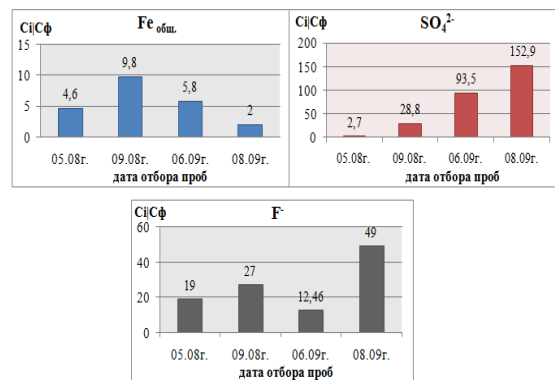 Fe общ.
Ci|Cф
15
10
5
0
4,6
9,8
5,8
2
05.08г. 09.08г. 06.09г. 08.09г.
дата отбора проб
SO₄²⁻
Ci|Cф
200
150
100
50
0
2,7
28,8
93,5
152,9
05.08г. 09.08г. 06.09г. 08.09г.
дата отбора проб
F⁻
Ci|Cф
60
40
20
0
19
27
12,46
49
05.08г. 09.08г. 06.09г. 08.09г.
дата отбора проб